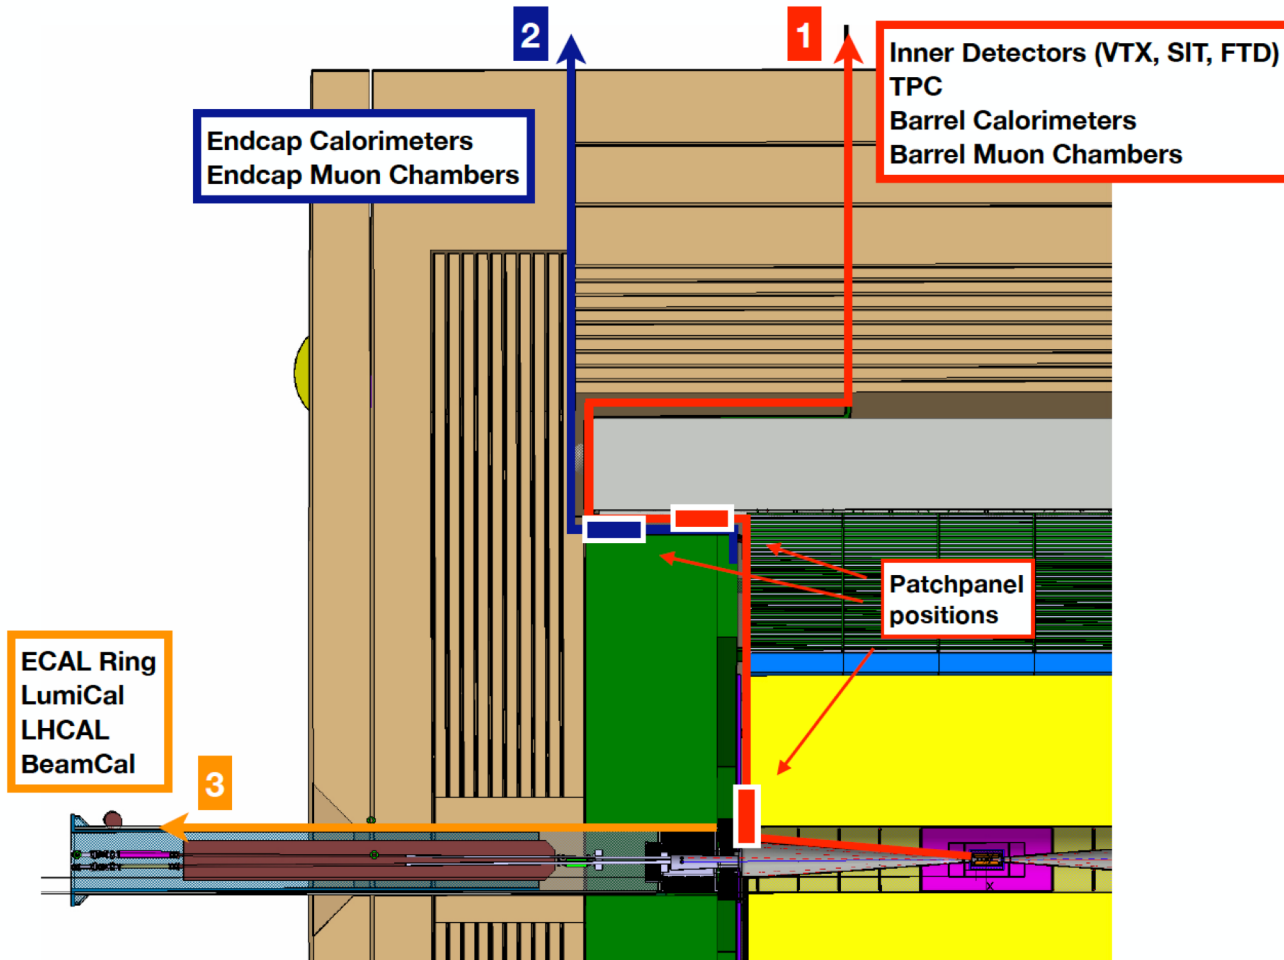 2
1
Inner Detectors (VTX, SIT, FTD)
TPC
Barrel Calorimeters
Barrel Muon Chambers
Endcap Calorimeters
Endcap Muon Chambers
Patchpanel
positions
ECAL Ring
LumiCal
LHCAL
BeamCal
3
X